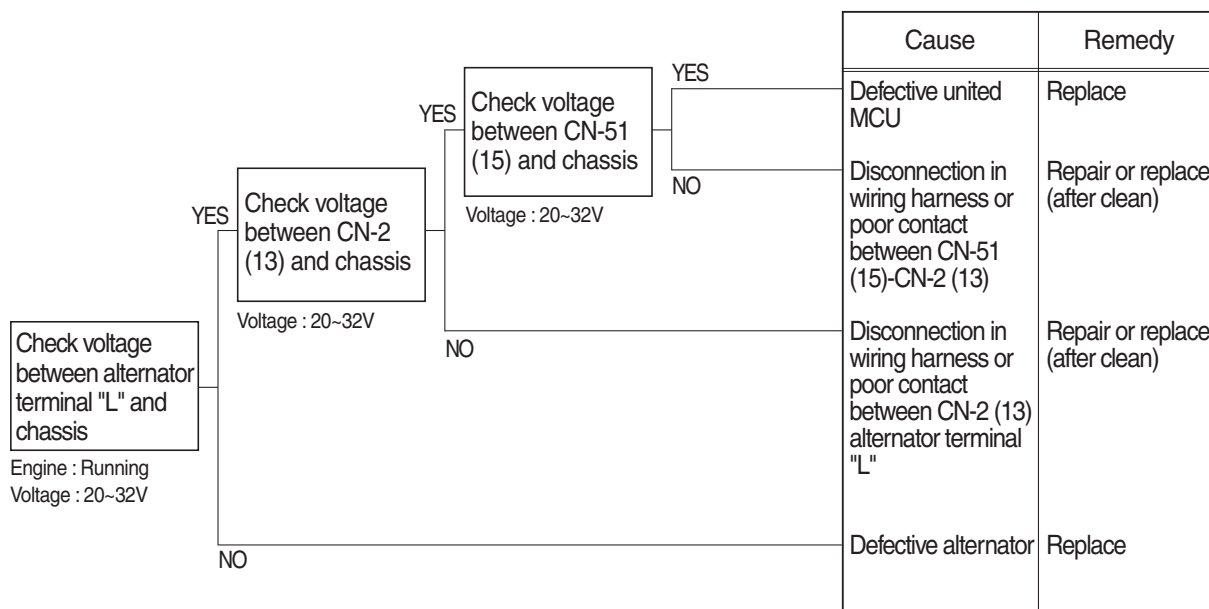 Check voltage
between alternator
terminal "L" and
chassis
Engine : Running
Voltage : 20~32V
YES
NO
Check voltage
between CN-2
(13) and chassis
Voltage : 20~32V
YES
NO
Check voltage
between CN-51
(15) and chassis
Voltage : 20~32V
YES
NO
Cause
Remedy
Defective united
MCU
Replace
Disconnection in
wiring harness or
poor contact
between CN-51
(15)-CN-2 (13)
Repair or replace
(after clean)
Disconnection in
wiring harness or
poor contact
between CN-2 (13)
alternator terminal
"L"
Repair or replace
(after clean)
Defective alternator
Replace